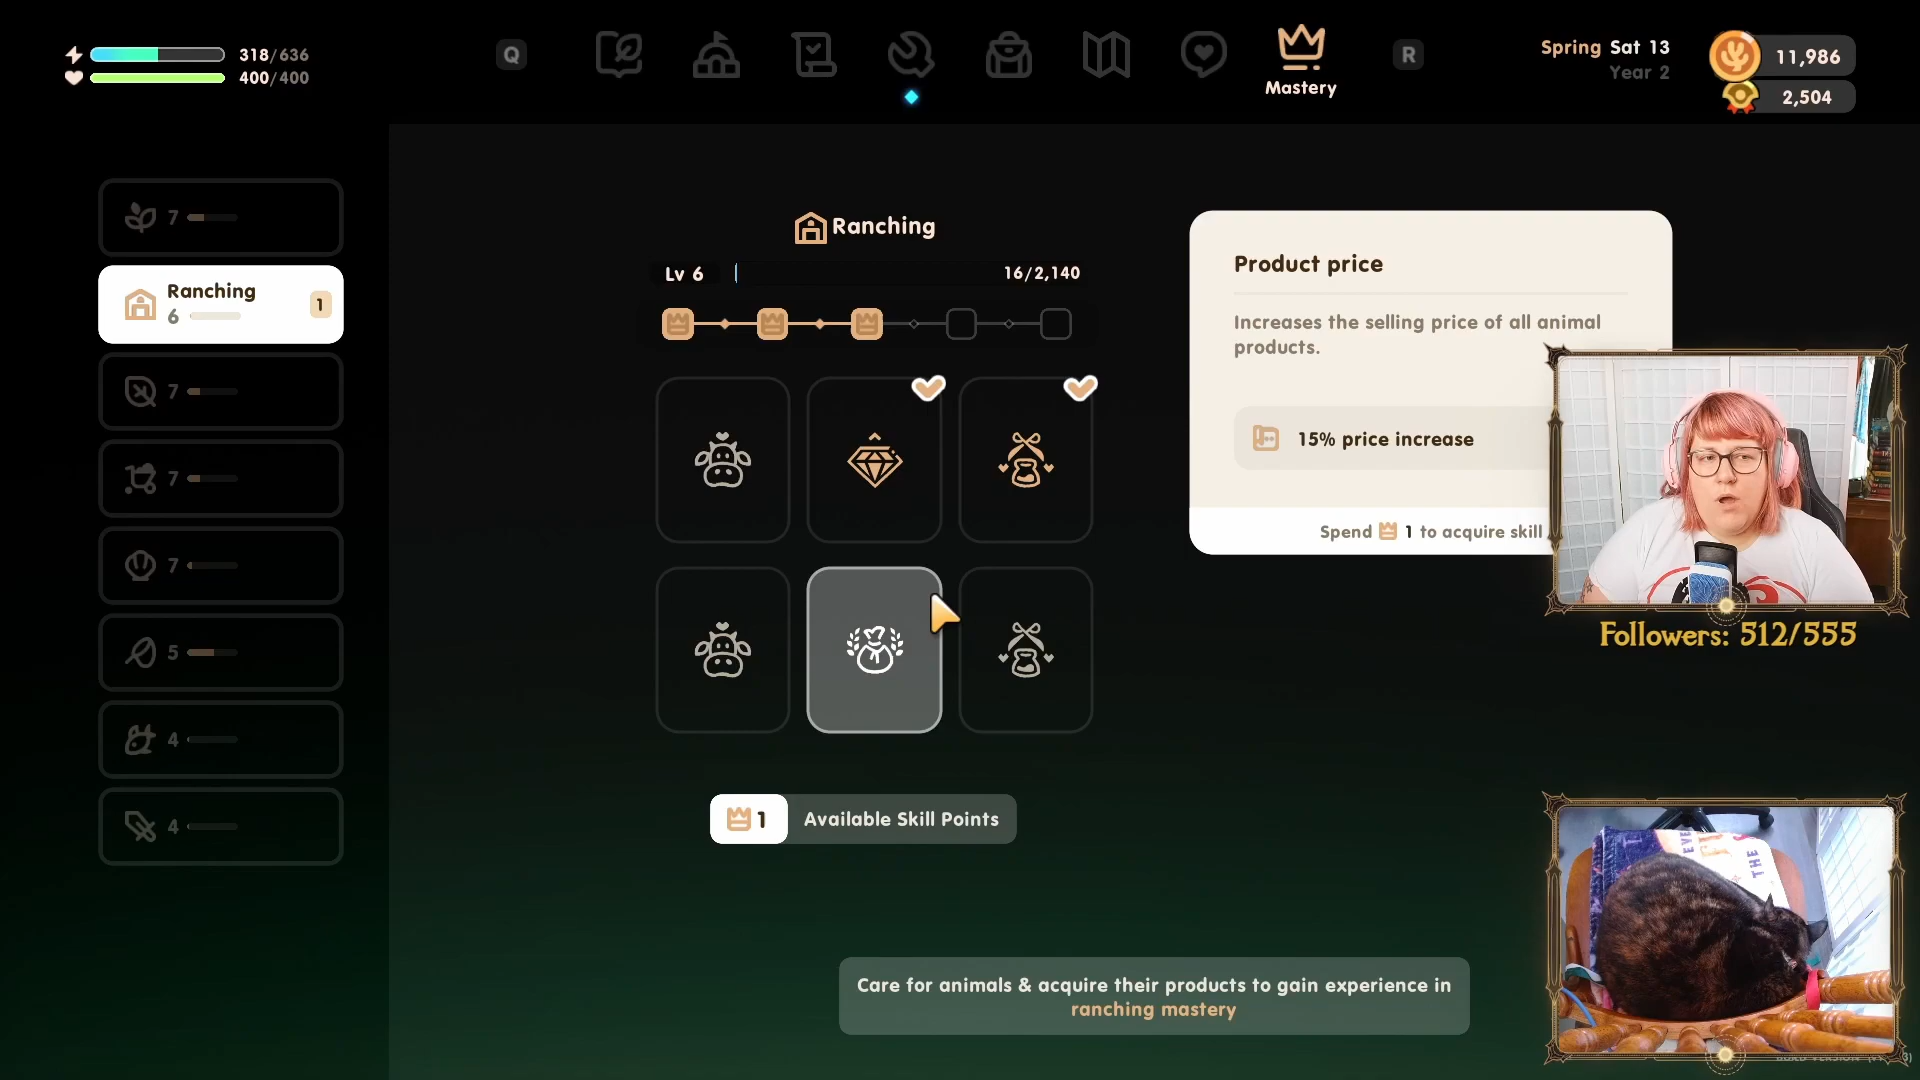 318/636
400/400
Q
Mastery
R
Spring Sat 13
Year 2
11,986
2,504
7
Ranching
6
1
7
7
7
5
4
4
Ranching
Lv 6
16/2,140
1 Available Skill Points
Product price
Increases the selling price of all animal
products.
15% price increase
Spend 1 to acquire skill
Followers: 512/555
THE
Care for animals & acquire their products to gain experience in
ranching mastery